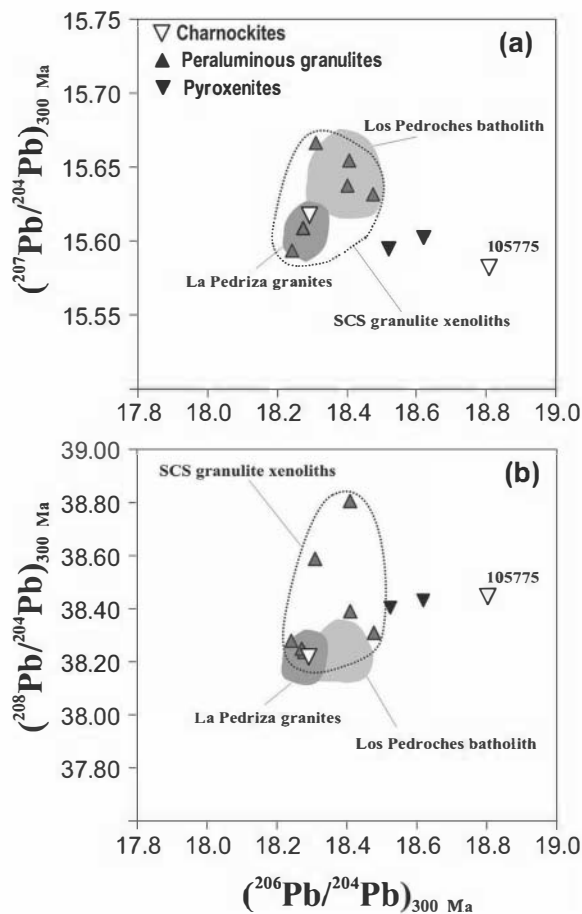 15.75
(a)
Charnockites
Peraluminous granulites
15.70
Pyroxenites
Los Pedroches batholith
(²⁰⁷Pb/²⁰⁴Pb)₃₀₀ Ma
15.65
15.60
105775
La Pedriza granites
15.55
SCS granulite xenoliths
17.8 18.0 18.2 18.4 18.6 18.8 19.0
39.00
SCS granulite xenoliths
(b)
38.80
(²⁰⁸Pb/²⁰⁴Pb)₃₀₀ Ma
38.60
105775
38.40
38.20
La Pedriza granites
38.00
Los Pedroches batholith
37.80
17.8 18.0 18.2 18.4 18.6 18.8 19.0
(²⁰⁶Pb/²⁰⁴Pb)₃₀₀ Ma